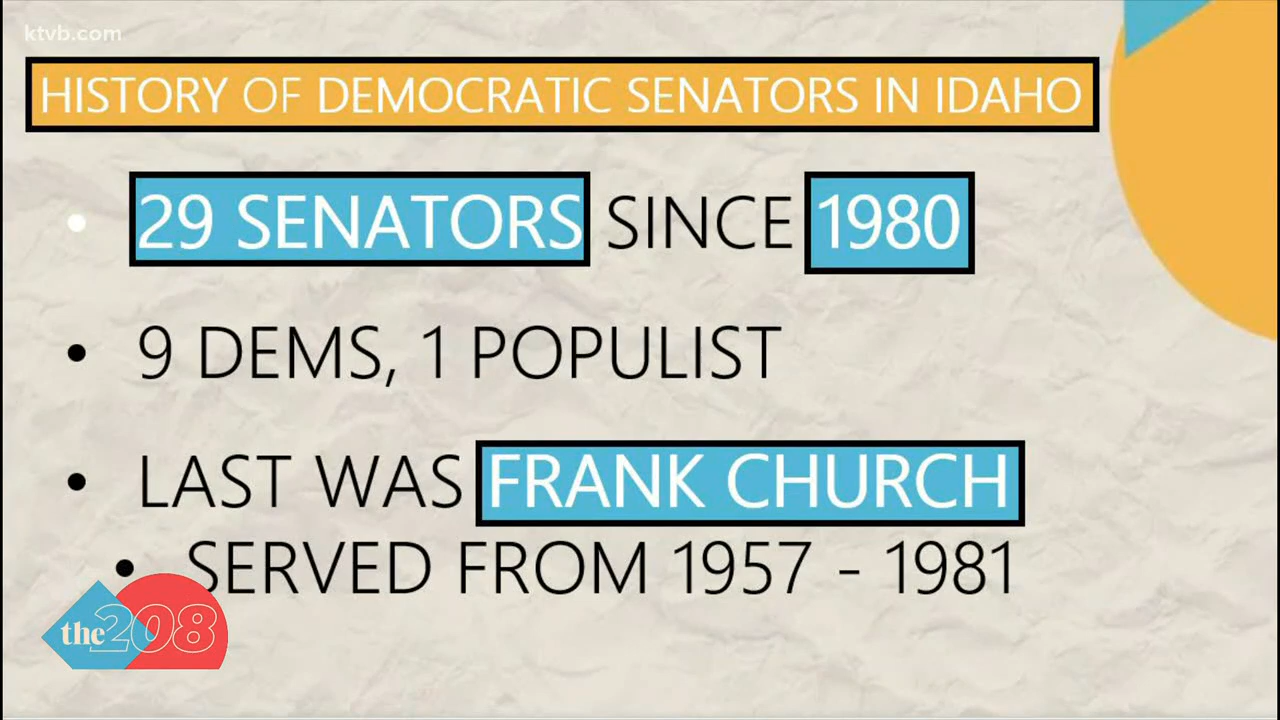 ktvb.com
HISTORY OF DEMOCRATIC SENATORS IN IDAHO
• 29 SENATORS SINCE 1980
• 9 DEMS, 1 POPULIST
• LAST WAS FRANK CHURCH
• SERVED FROM 1957 - 1981
the208